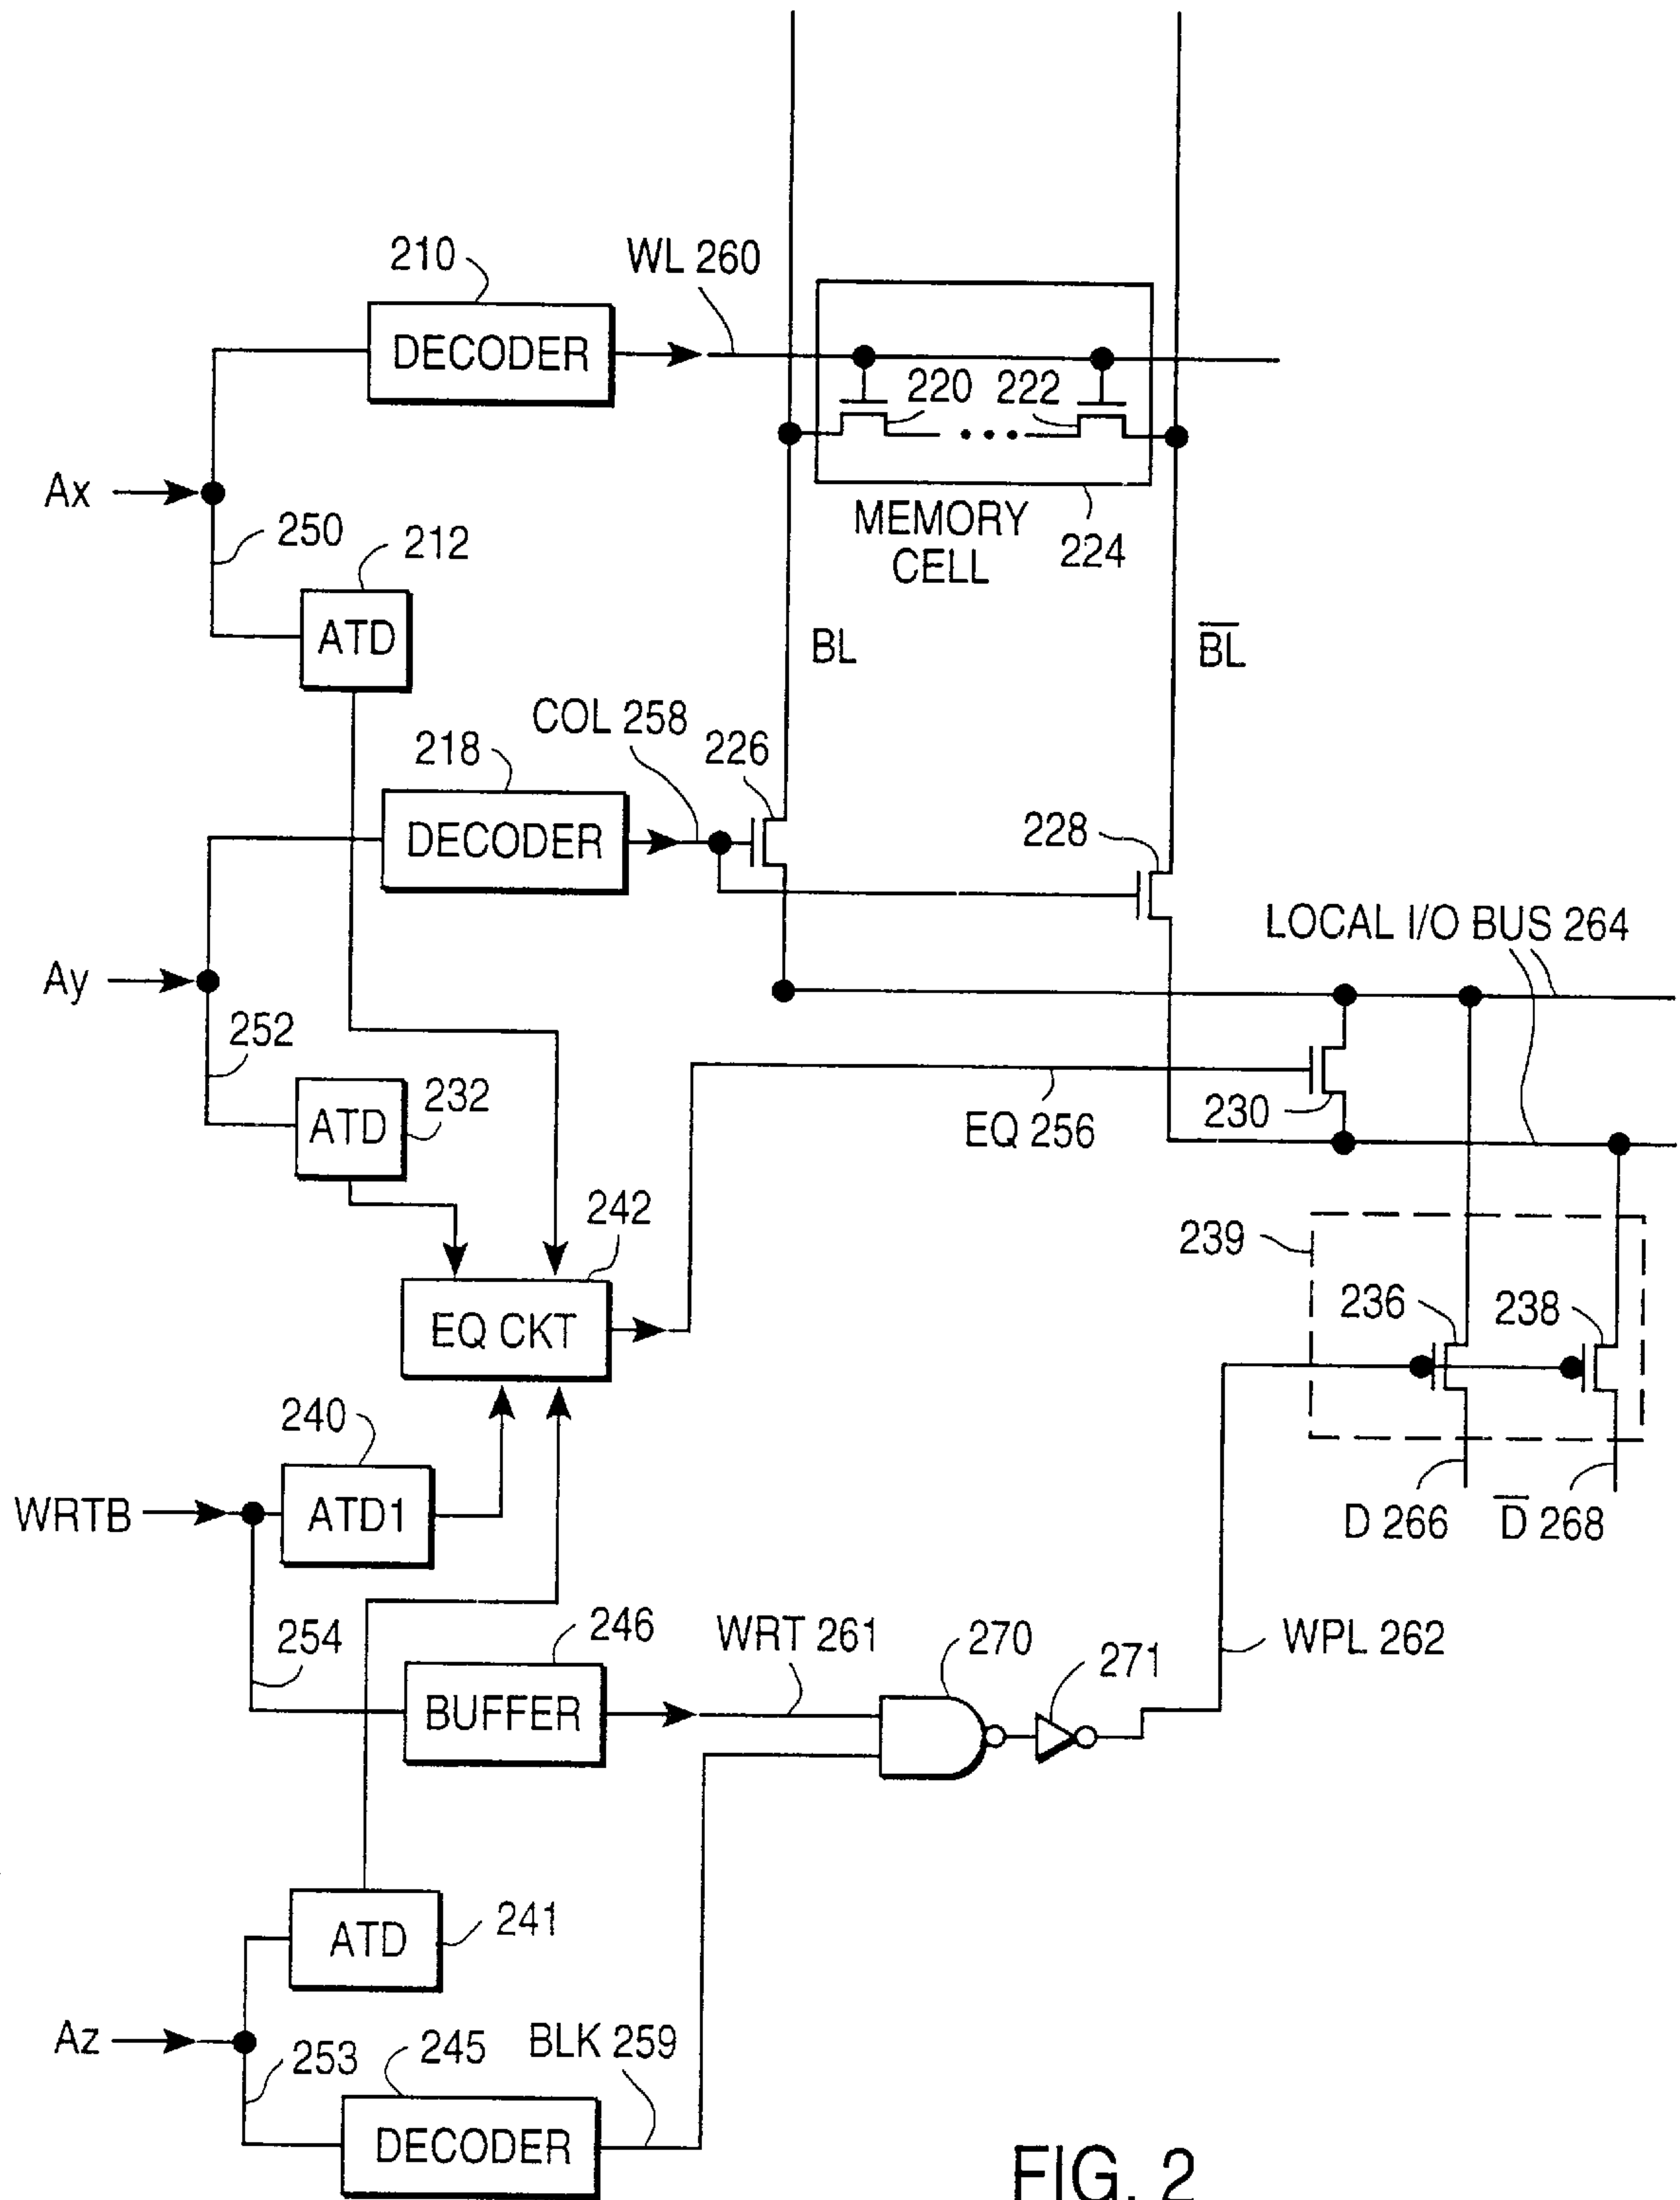 210
WL 260
DECODER
220
222
Ax
250
212
MEMORY
CELL
224
ATD
BL
B̅L̅
COL 258
226
218
DECODER
228
LOCAL I/O BUS 264
Ay
252
232
ATD
230
EQ 256
242
239
EQ CKT
236
238
240
WRTB
ATD1
D 266
D̅ 268
254
246
WRT 261
270
271
WPL 262
BUFFER
241
ATD
Az
253
245
BLK 259
DECODER
FIG. 2